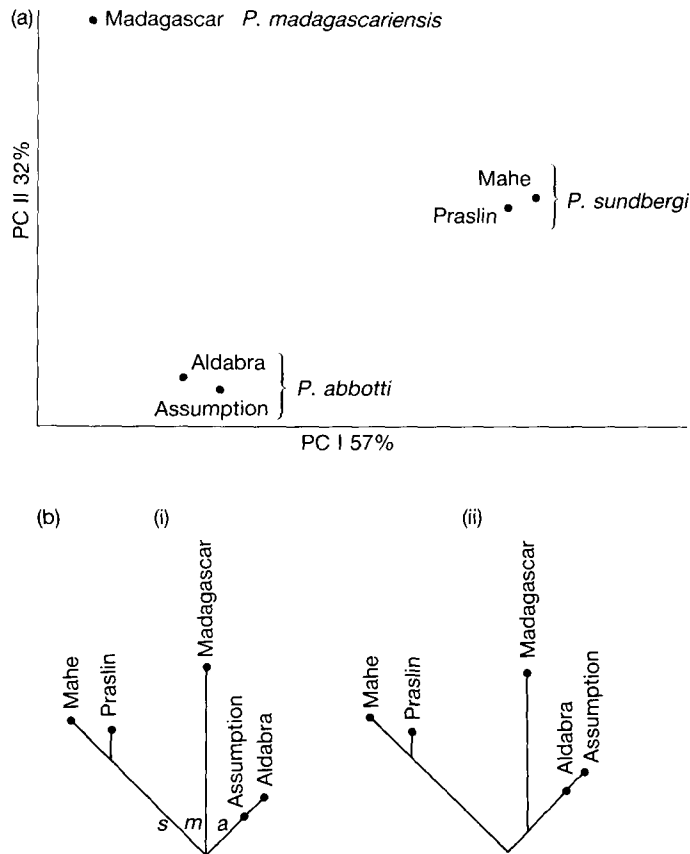 (a)
Madagascar P. madagascariensis
Mahe
Praslin
P. sundbergi
Aldabra
Assumption
P. abbotti
PC II 32%
PC I 57%
(b)
(i)
(ii)
Mahe
Praslin
Madagascar
Assumption
Aldabra
s m a
Mahe
Praslin
Madagascar
Aldabra
Assumption